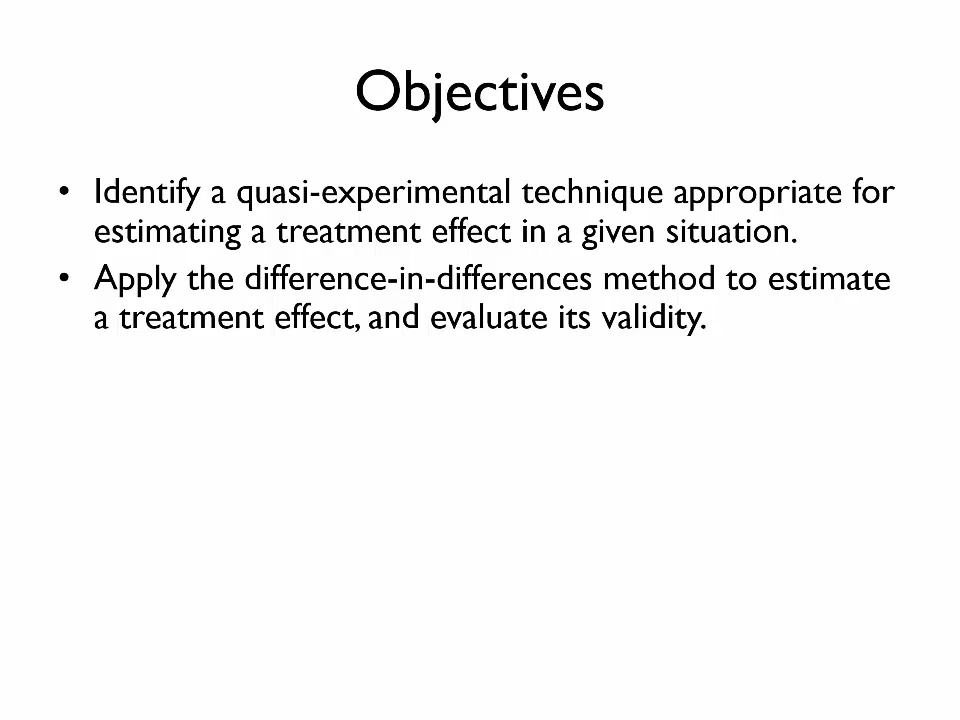 Objectives
• Identify a quasi-experimental technique appropriate for
estimating a treatment effect in a given situation.
• Apply the difference-in-differences method to estimate
a treatment effect, and evaluate its validity.